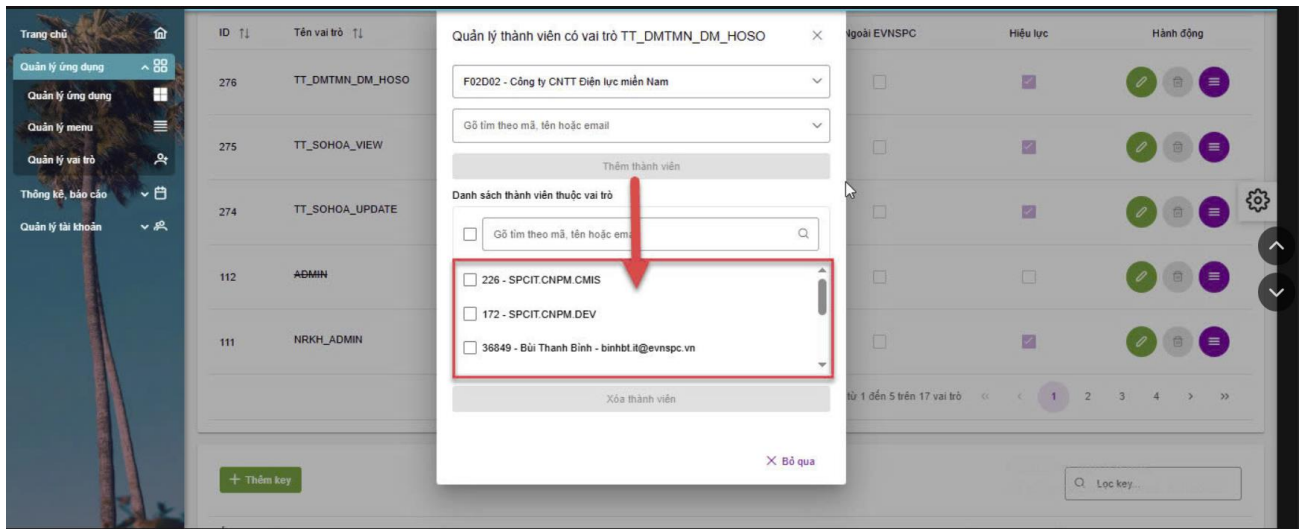 Trang chủ
Quản lý ứng dụng
Quản lý ứng dụng
Quản lý menu
Quản lý vai trò
Thống kê, báo cáo
Quản lý tài khoản
ID Tên vai trò Ngoài EVNSPC Hiệu lực Hành động
276 TT_DMTMN_DM_HOSO
275 TT_SOHOA_VIEW
274 TT_SOHOA_UPDATE
112 ADMIN
111 NRKH_ADMIN
từ 1 đến 5 trên 17 vai trò « < 1 2 3 4 > »
+ Thêm key
Lọc key...
Quản lý thành viên có vai trò TT_DMTMN_DM_HOSO
F02D02 - Công ty CNTT Điện lực miền Nam
Gõ tìm theo mã, tên hoặc email
Thêm thành viên
Danh sách thành viên thuộc vai trò
Gõ tìm theo mã, tên hoặc email
226 - SPCIT.CNPM.CMIS
172 - SPCIT.CNPM.DEV
36849 - Bùi Thanh Bình - binhbt.it@evnspc.vn
Xóa thành viên
Bỏ qua